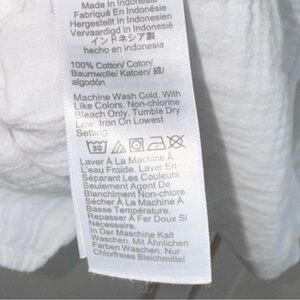 Made In Indonesia
Fabriqué En Indonésie
Hergestellt In Indonesien
Vervaardigd in Indonesië
インドネシア製
hecho en indonesia
100% Cotton/ Coton/
Baumwolle/ Katoen/ 綿/
algodón
Machine Wash Cold. With
Like Colors. Non-chlorine
Bleach Only. Tumble Dry
Low. Iron On Lowest
Setting.
30
Laver À La Machine À
L'eau Froide. Laver En
Séparant Les Couleurs.
Seulement Agent De
Blanchiment Non-chlore.
Sécher À La Machine À
Basse Température.
Repasser À Fer Doux Si
Nécessaire.
In Der Maschine Kalt
Waschen. Mit Ähnlichen
Farben Waschen. Nur
Chlorfreies Bleichmittel